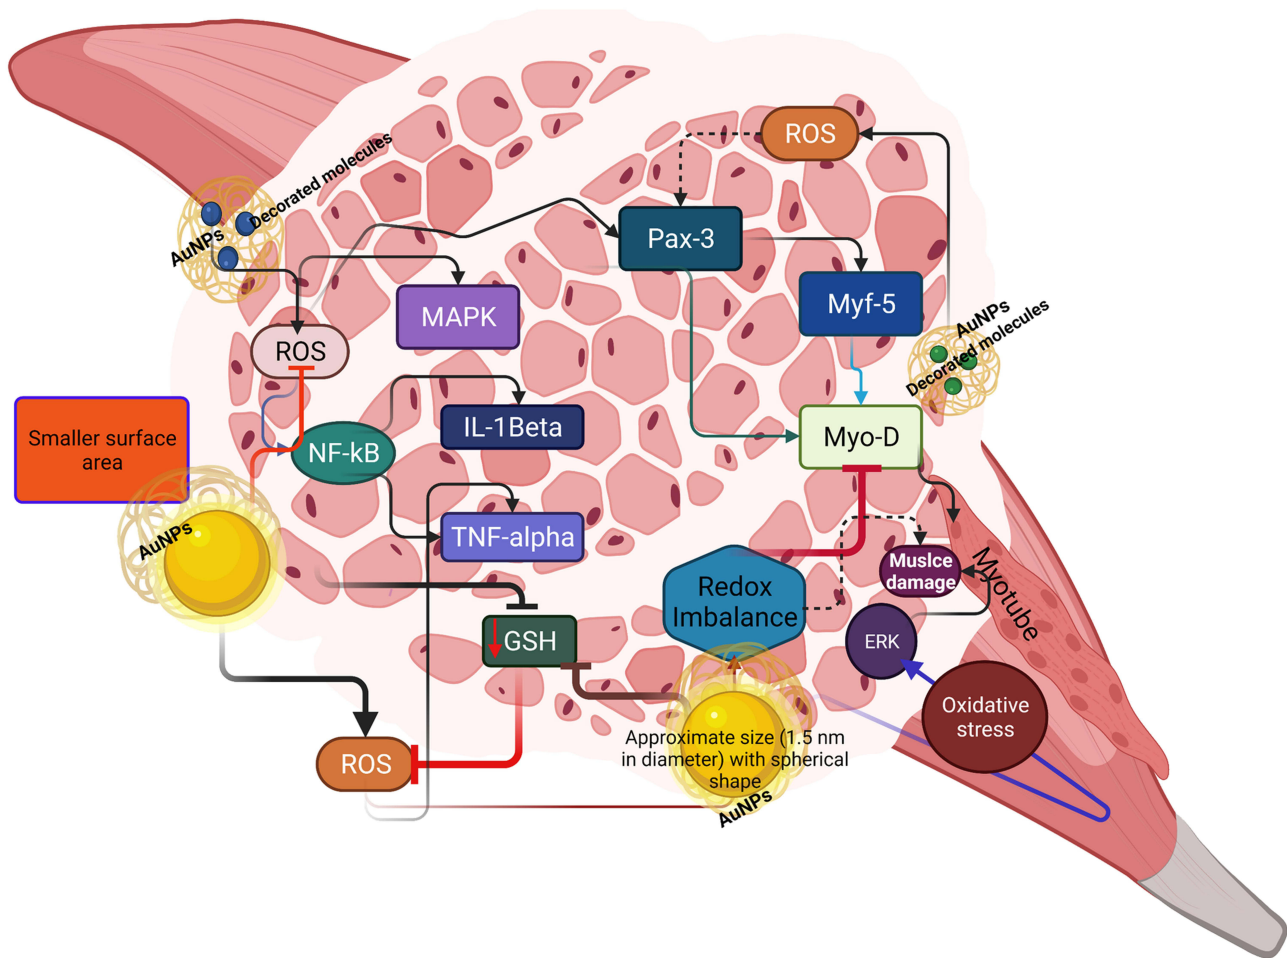 ROS
Decorated molecules
AuNPs
Pax-3
MAPK
Myf-5
AuNPs
Decorated molecules
ROS
Smaller surface
area
NF-kB
IL-1Beta
Myo-D
AuNPs
TNF-alpha
Muslce
damage
Myotube
Redox
Imbalance
GSH
ERK
Oxidative
stress
ROS
Approximate size (1.5 nm
in diameter) with spherical
shape
AuNPs